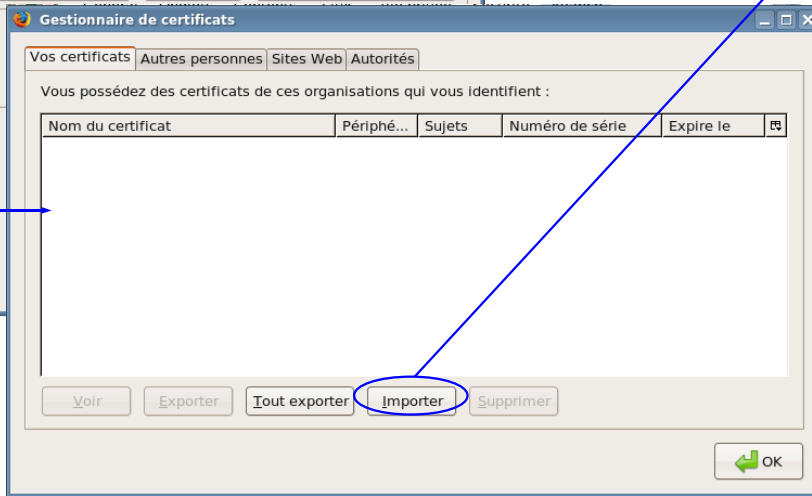 Gestionnaire de certificats
Vos certificats Autres personnes Sites Web Autorités
Vous possédez des certificats de ces organisations qui vous identifient :
Nom du certificat Périphé... Sujets Numéro de série Expire le
Voir Exporter Tout exporter Importer Supprimer
OK